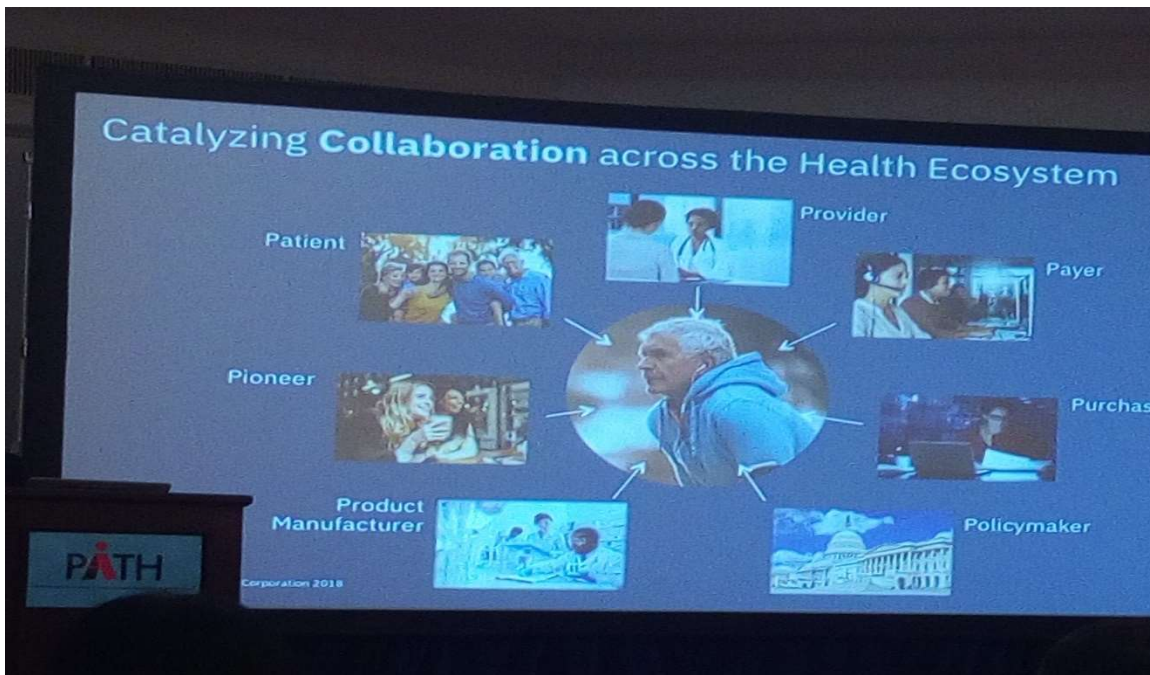 Catalyzing Collaboration across the Health Ecosystem
Provider
Patient
Payer
Pioneer
Purchas
Product
Manufacturer
Policymaker
PATH
Corporation 2018